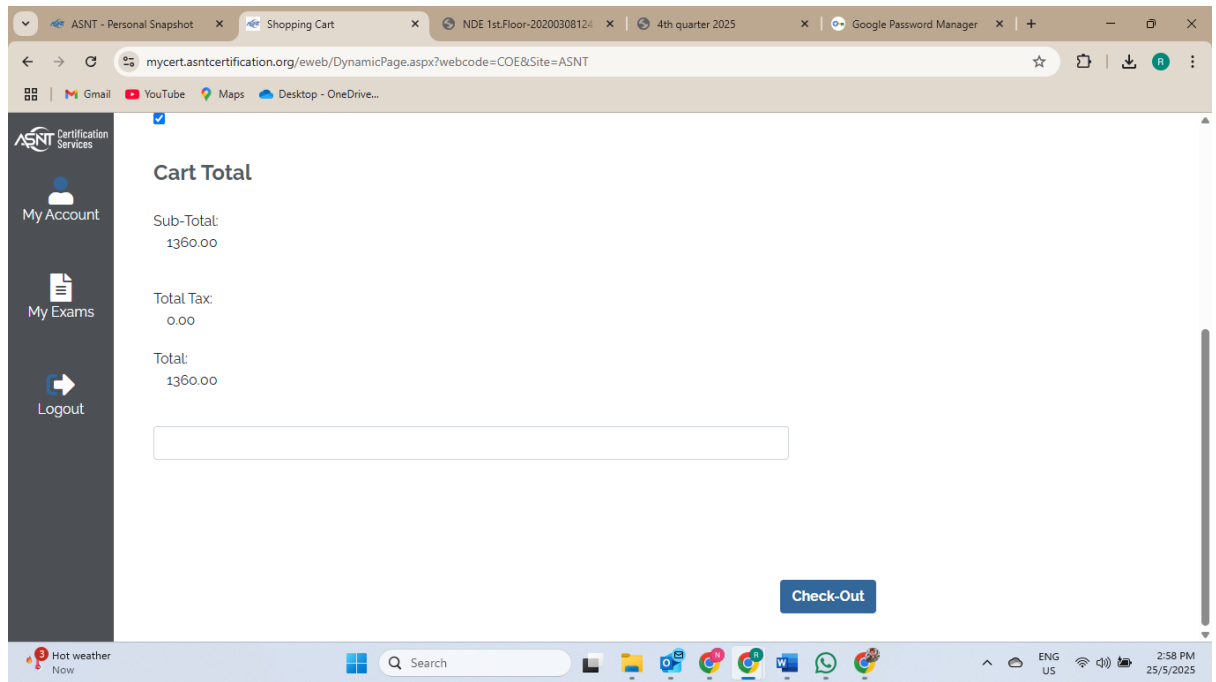 ASNT - Personal Snapshot
Shopping Cart
NDE 1st.Floor-20200308124
4th quarter 2025
Google Password Manager
mycert.asntcertification.org/eweb/DynamicPage.aspx?webcode=COE&Site=ASNT
R
Gmail
YouTube
Maps
Desktop - OneDrive...
ASNT Certification
Services
My Account
My Exams
Logout
Cart Total
Sub-Total:
1360.00
Total Tax:
0.00
Total:
1360.00
Check-Out
3
Hot weather
Now
Search
N
R
W
ENG
US
2:58 PM
25/5/2025